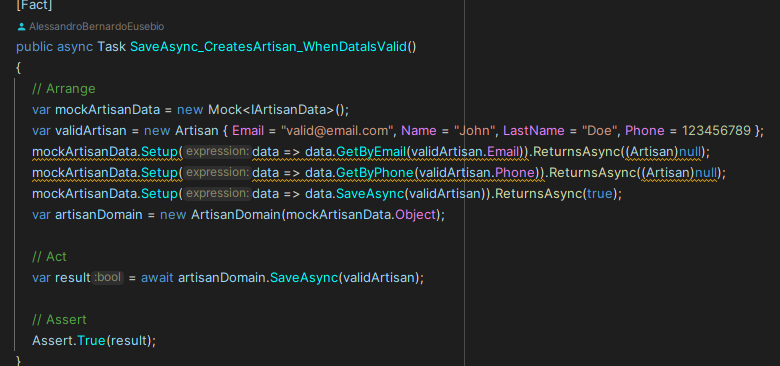 [Fact]
AlessandroBernardoEusebio
public async Task SaveAsync_CreatesArtisan_WhenDataIsValid()
{
// Arrange
var mockArtisanData = new Mock<IArtisanData>();
var validArtisan = new Artisan { Email = "valid@email.com", Name = "John", LastName = "Doe", Phone = 123456789 };
mockArtisanData.Setup(expression: data => data.GetByEmail(validArtisan.Email)).ReturnsAsync((Artisan)null);
mockArtisanData.Setup(expression: data => data.GetByPhone(validArtisan.Phone)).ReturnsAsync((Artisan)null);
mockArtisanData.Setup(expression: data => data.SaveAsync(validArtisan)).ReturnsAsync(true);
var artisanDomain = new ArtisanDomain(mockArtisanData.Object);
// Act
var result:bool = await artisanDomain.SaveAsync(validArtisan);
// Assert
Assert.True(result);
}